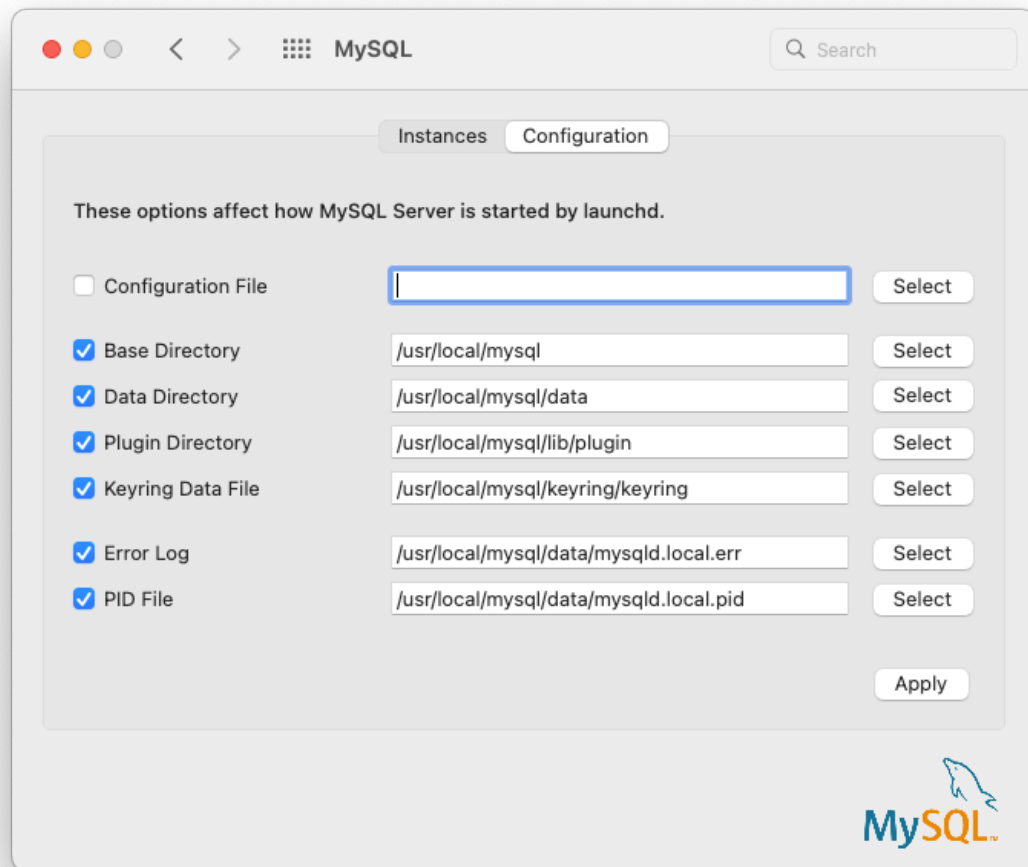 MySQL
Search
Instances Configuration
These options affect how MySQL Server is started by launchd.
Configuration File Select
Base Directory /usr/local/mysql Select
Data Directory /usr/local/mysql/data Select
Plugin Directory /usr/local/mysql/lib/plugin Select
Keyring Data File /usr/local/mysql/keyring/keyring Select
Error Log /usr/local/mysql/data/mysqld.local.err Select
PID File /usr/local/mysql/data/mysqld.local.pid Select
Apply
MySQL™